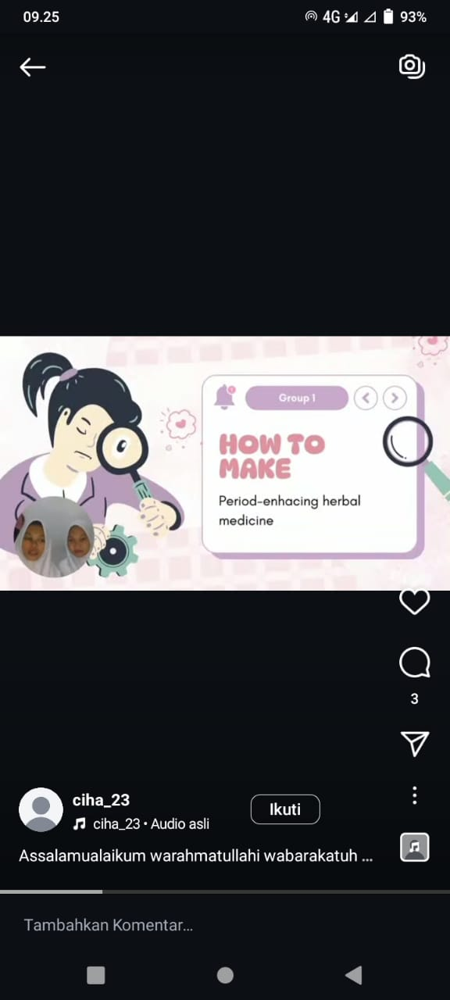 09.25
4G
93%
Group 1
HOW TO
MAKE
Period-enhacing herbal
medicine
3
ciha_23
ciha_23 • Audio asli
Ikuti
Assalamualaikum warahmatullahi wabarakatuh ...
Tambahkan Komentar...